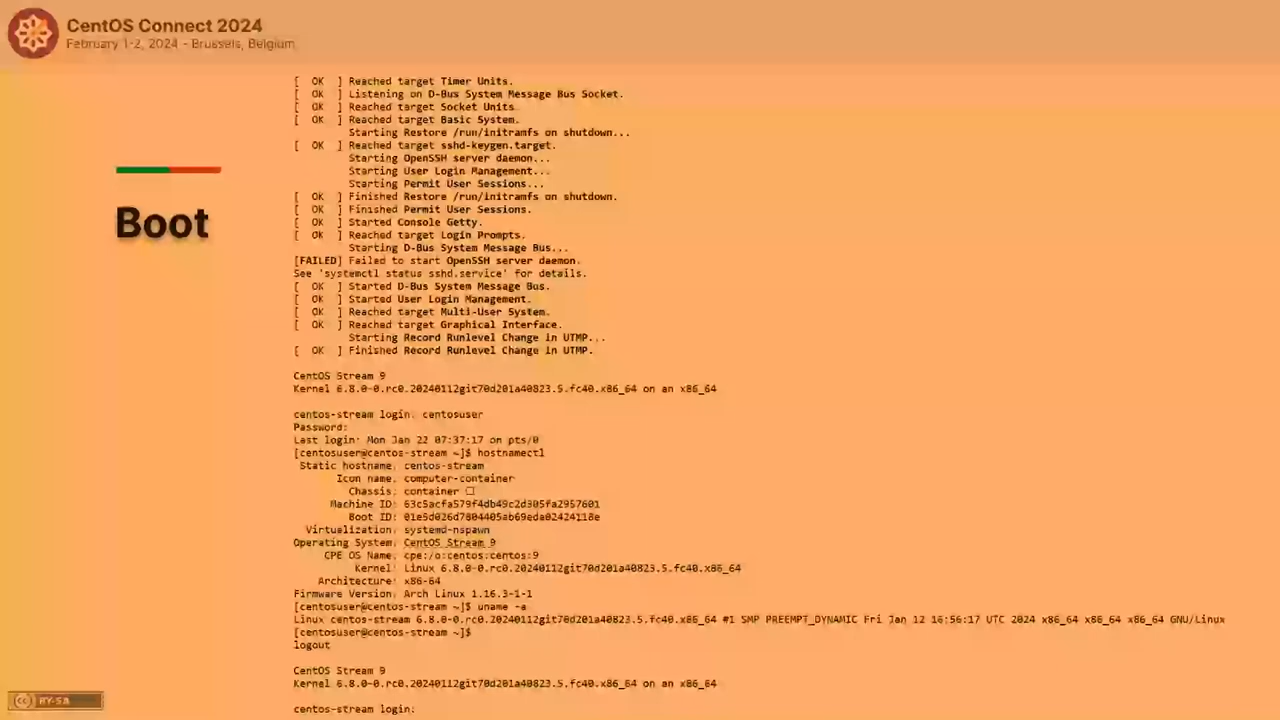 CentOS Connect 2024
February 1-2, 2024 - Brussels, Belgium
Boot
[  OK  ] Reached target Timer Units.
[  OK  ] Listening on D-Bus System Message Bus Socket.
[  OK  ] Reached target Socket Units.
[  OK  ] Reached target Basic System.
Starting Restore /run/initramfs on shutdown...
[  OK  ] Reached target sshd-keygen.target.
Starting OpenSSH server daemon...
Starting User Login Management...
Starting Permit User Sessions...
[  OK  ] Finished Restore /run/initramfs on shutdown.
[  OK  ] Finished Permit User Sessions.
[  OK  ] Started Console Getty.
[  OK  ] Reached target Login Prompts.
Starting D-Bus System Message Bus...
[FAILED] Failed to start OpenSSH server daemon.
See 'systemctl status sshd.service' for details.
[  OK  ] Started D-Bus System Message Bus.
[  OK  ] Started User Login Management.
[  OK  ] Reached target Multi-User System.
[  OK  ] Reached target Graphical Interface.
Starting Record Runlevel Change in UTMP...
[  OK  ] Finished Record Runlevel Change in UTMP.
CentOS Stream 9
Kernel 6.8.0-0.rc0.20240112git70d201a40823.5.fc40.x86_64 on an x86_64
centos-stream login: centosuser
Password:
Last login: Mon Jan 22 07:37:17 on pts/0
[centosuser@centos-stream ~]$ hostnamectl
Static hostname: centos-stream
Icon name: computer-container
Chassis: container ☐
Machine ID: 63c5acfa579f4db49c2d305fa2957601
Boot ID: 01e5d026d7804405ab69eda02424118e
Virtualization: systemd-nspawn
Operating System: CentOS Stream 9
CPE OS Name: cpe:/o:centos:centos:9
Kernel: Linux 6.8.0-0.rc0.20240112git70d201a40823.5.fc40.x86_64
Architecture: x86-64
Firmware Version: Arch Linux 1.16.3-1-1
[centosuser@centos-stream ~]$ uname -a
Linux centos-stream 6.8.0-0.rc0.20240112git70d201a40823.5.fc40.x86_64 #1 SMP PREEMPT_DYNAMIC Fri Jan 12 16:56:17 UTC 2024 x86_64 x86_64 x86_64 GNU/Linux
[centosuser@centos-stream ~]$
logout
CentOS Stream 9
Kernel 6.8.0-0.rc0.20240112git70d201a40823.5.fc40.x86_64 on an x86_64
centos-stream login:
cc BY-SA